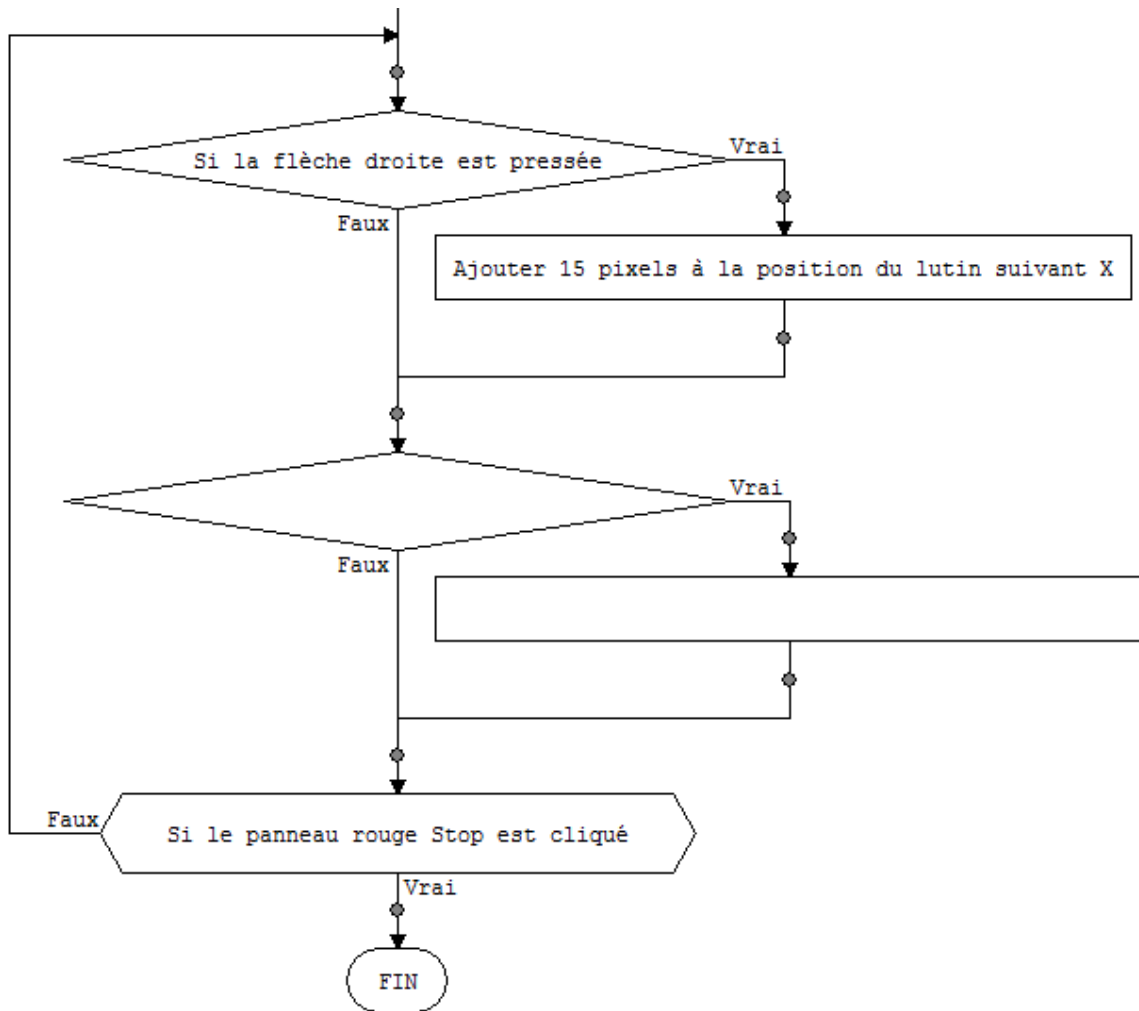 Si la flèche droite est pressée
Vrai
Faux
Ajouter 15 pixels à la position du lutin suivant X
Vrai
Faux
Faux
Si le panneau rouge Stop est cliqué
Vrai
FIN